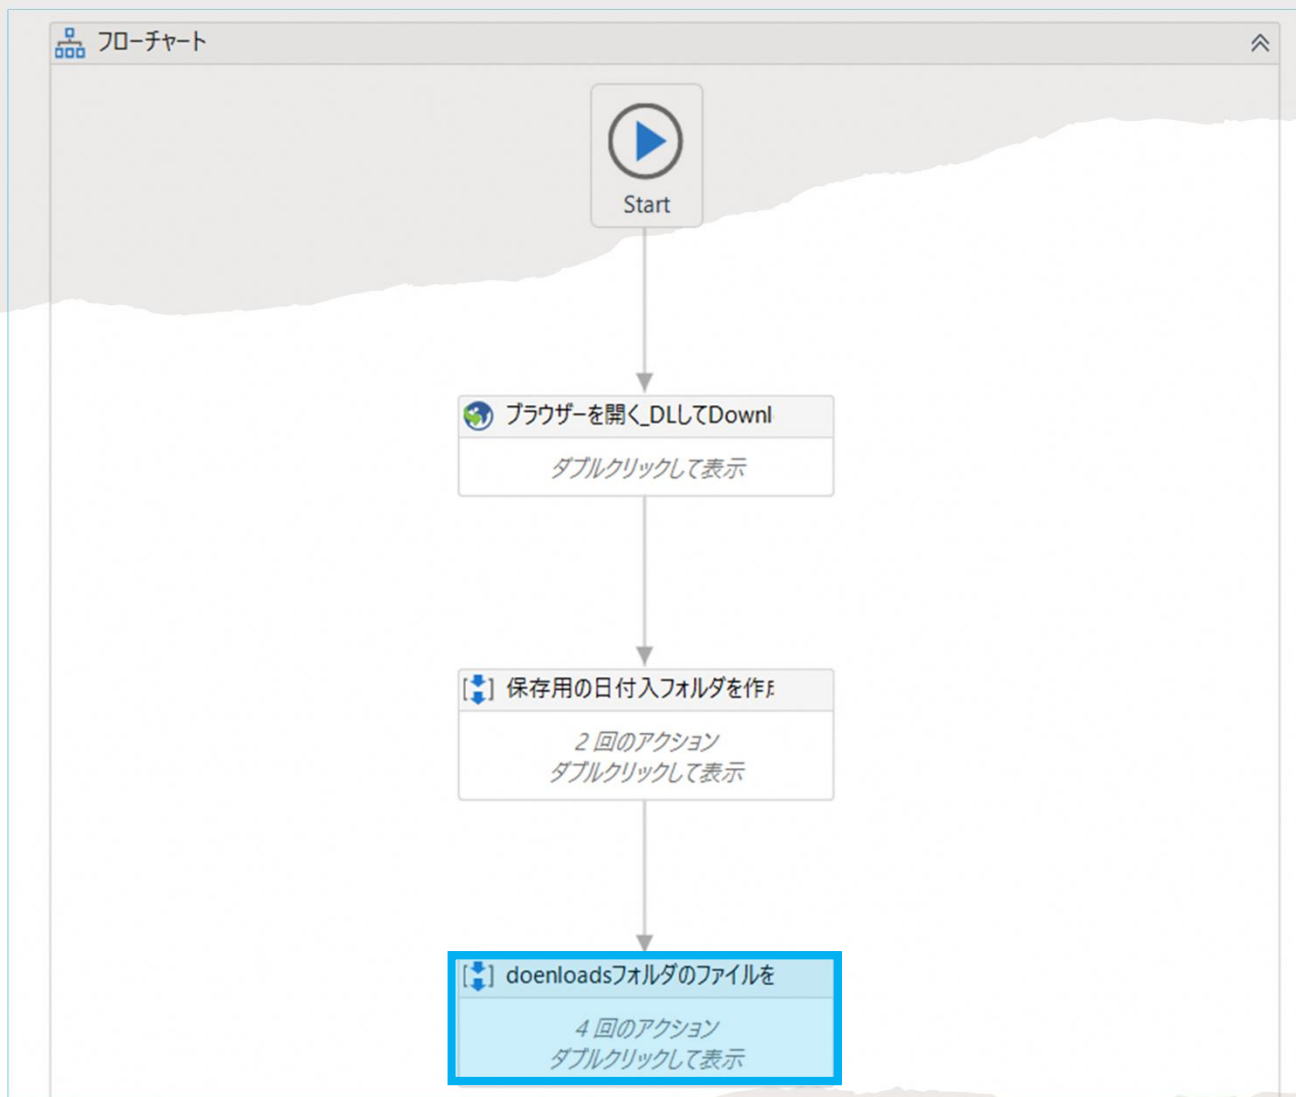 フローチャート
Start
ブラウザーを開く_DLしてDownl
ダブルクリックして表示
保存用の日付入フォルダを作
2 回のアクション
ダブルクリックして表示
doenloadsフォルダのファイルを
4 回のアクション
ダブルクリックして表示